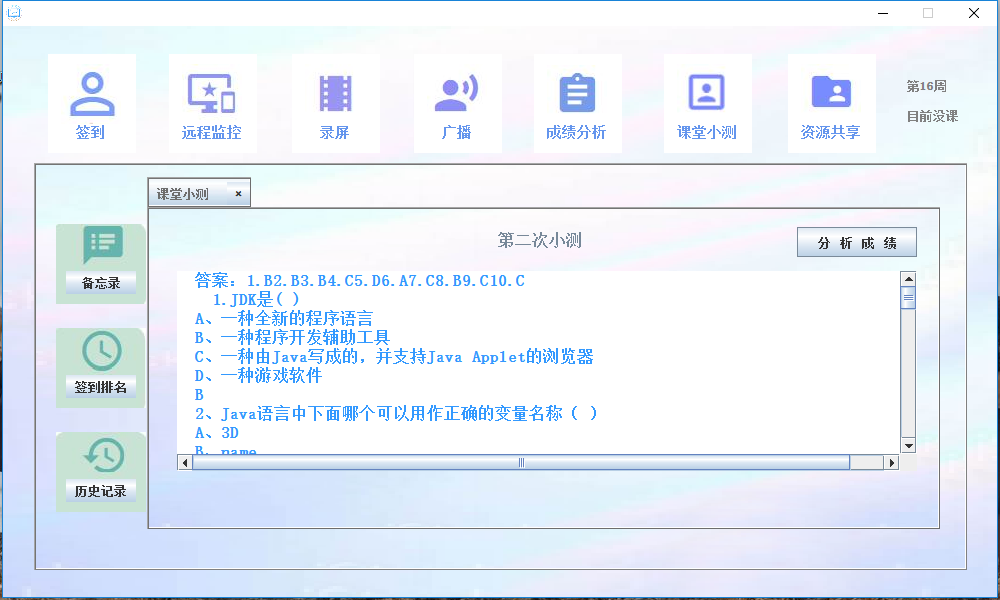 签到
远程监控
录屏
广播
成绩分析
课堂小测
资源共享
第16周
目前没课
课堂小测 ×
备忘录
签到排名
历史记录
第二次小测
分 析 成 绩
答案：1.B2.B3.B4.C5.D6.A7.C8.B9.C10.C
1.JDK是( )
A、一种全新的程序语言
B、一种程序开发辅助工具
C、一种由Java写成的，并支持Java Applet的浏览器
D、一种游戏软件
B
2、Java语言中下面哪个可以用作正确的变量名称（ ）
A、3D
B、name